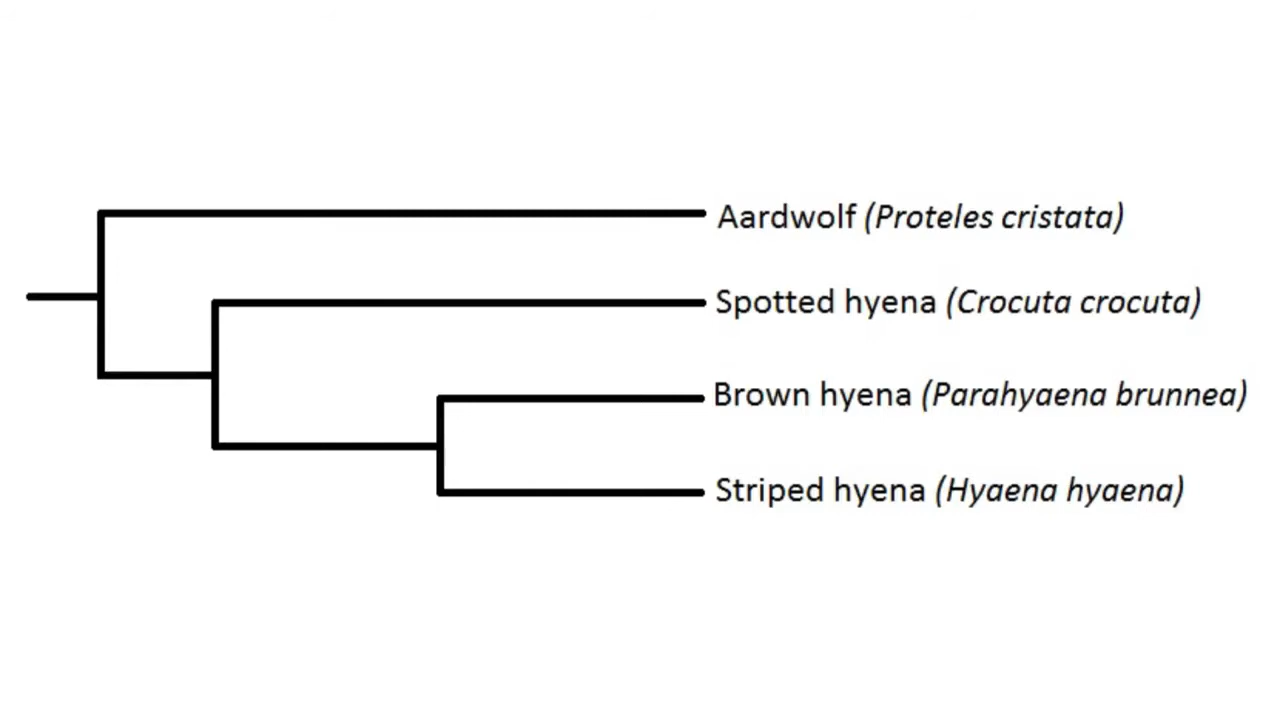 Aardwolf (Proteles cristata)
Spotted hyena (Crocuta crocuta)
Brown hyena (Parahyaena brunnea)
Striped hyena (Hyaena hyaena)